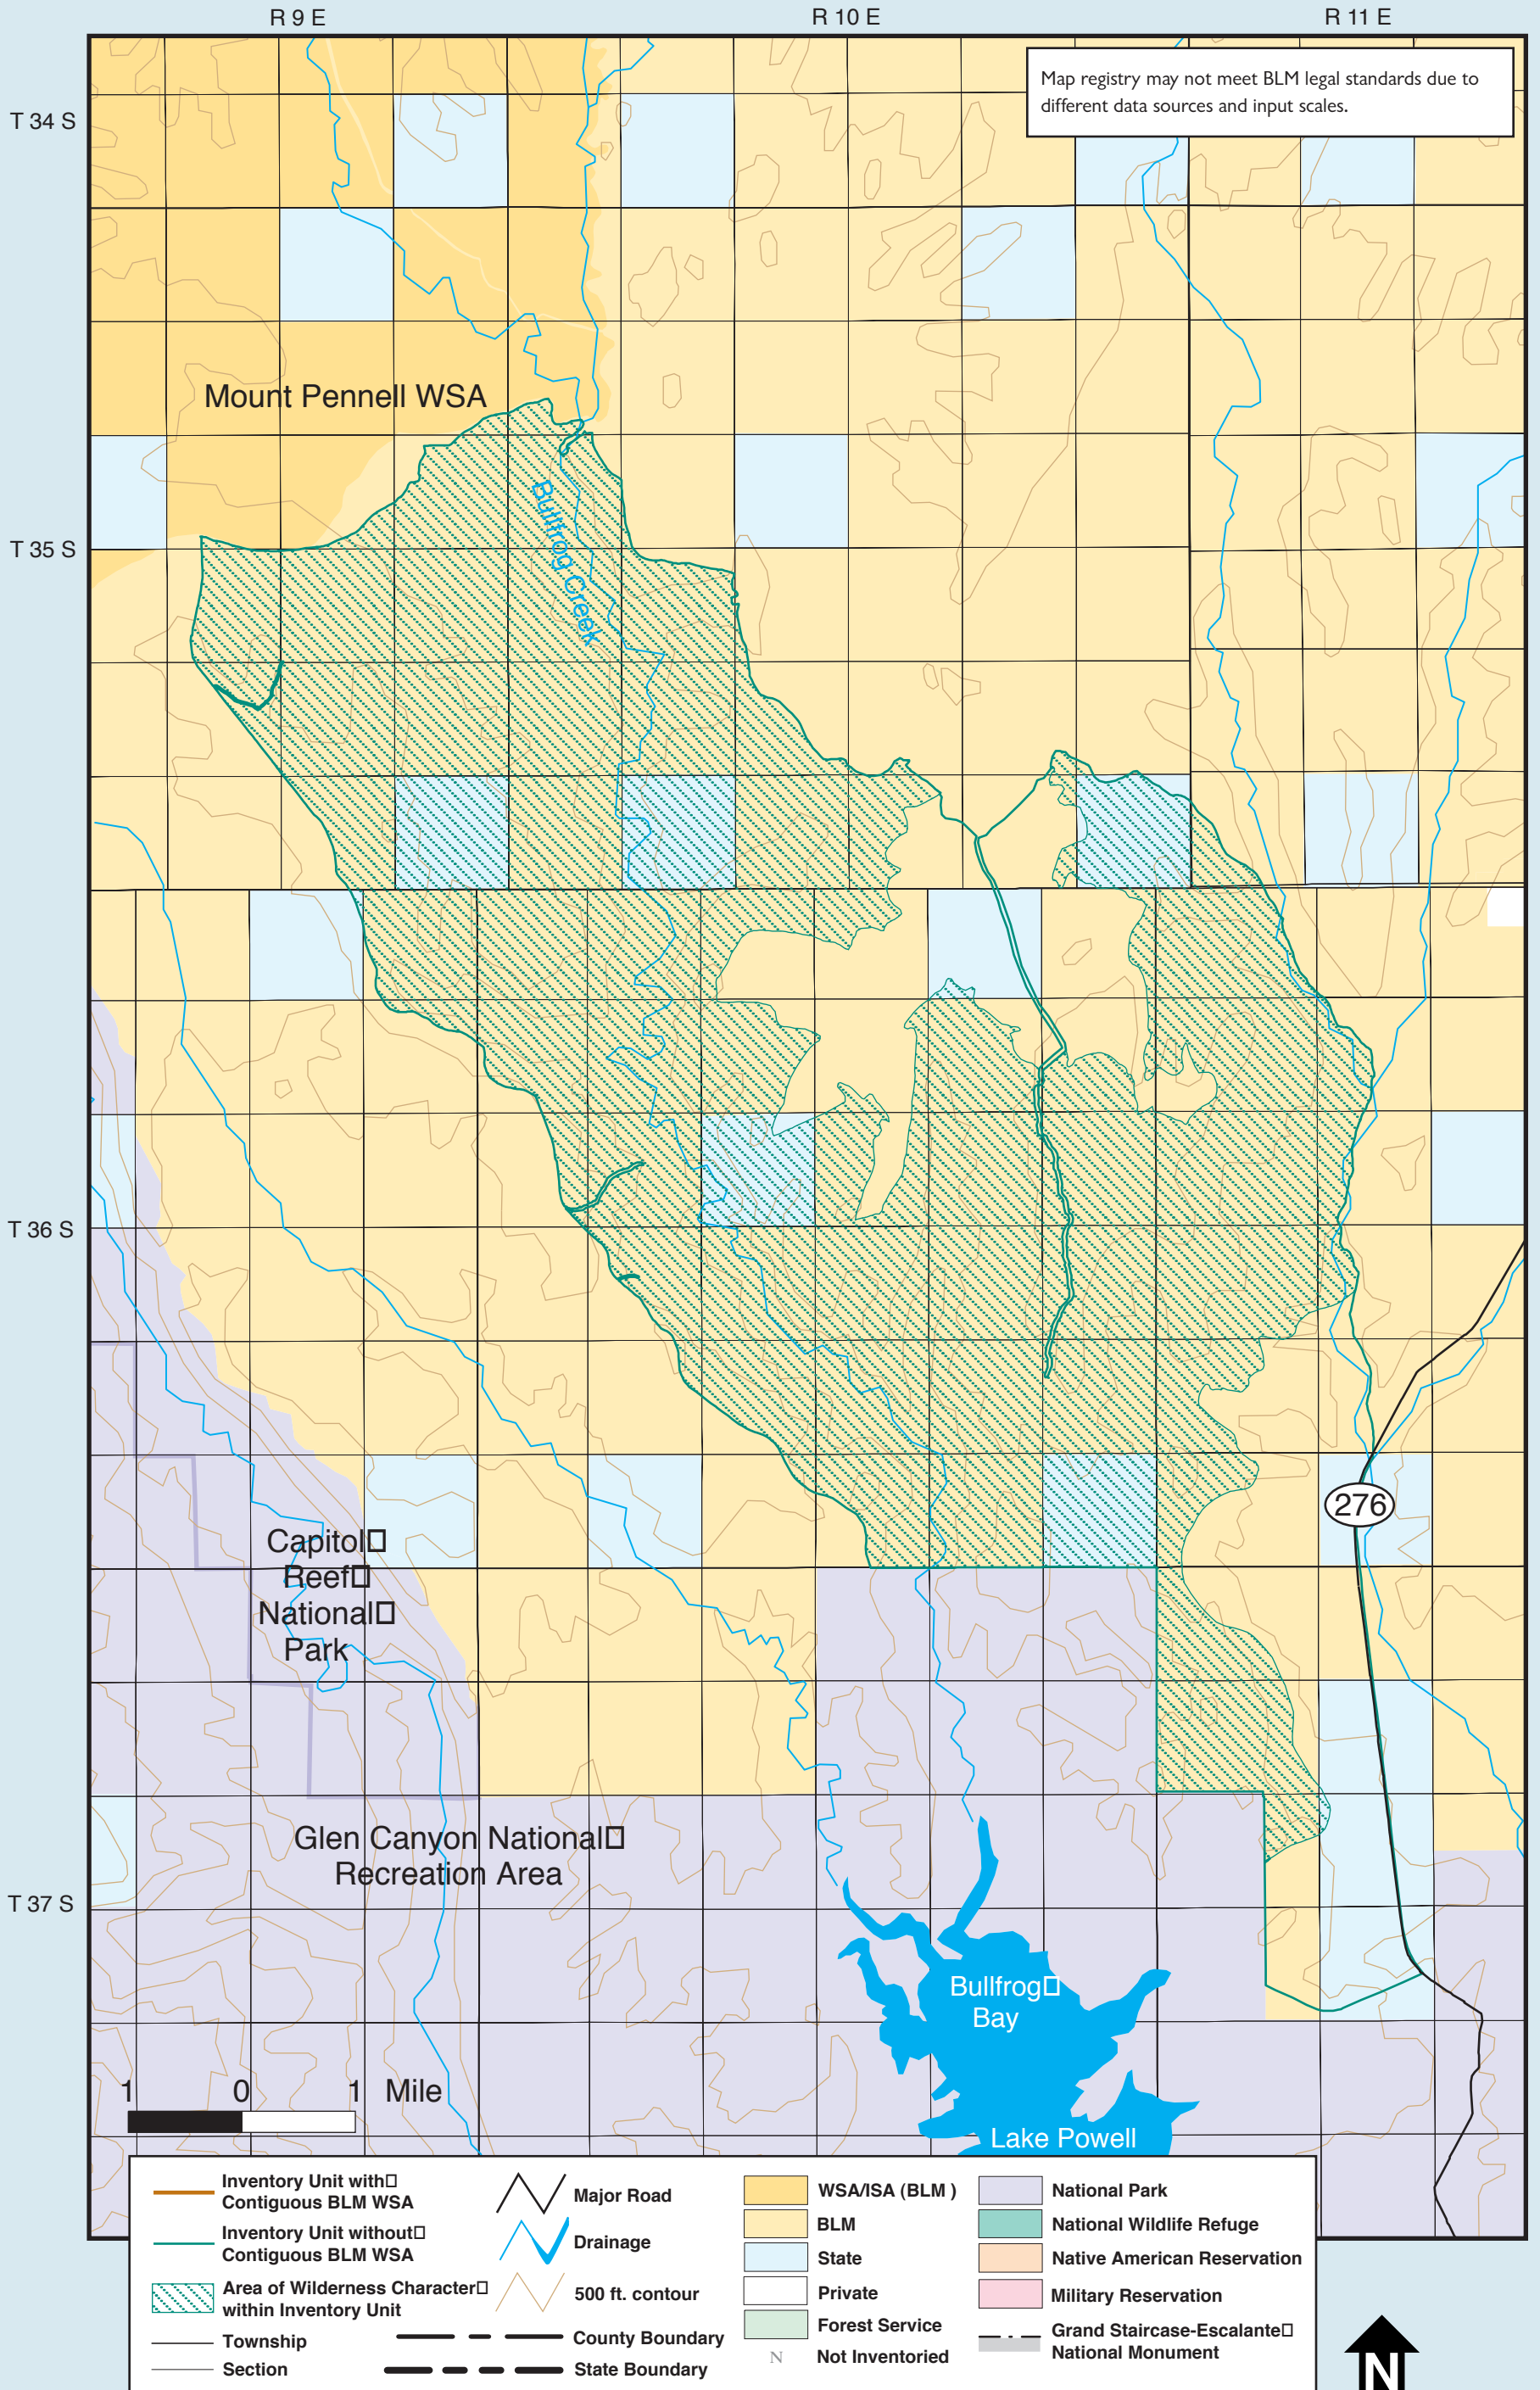 R 9 E
R 10 E
R 11 E
Map registry may not meet BLM legal standards due to
different data sources and input scales.
T 34 S
Mount Pennell WSA
Bullfrog Creek
T 35 S
T 36 S
276
Capitol
Reef
National
Park
Glen Canyon National
Recreation Area
T 37 S
Bullfrog
Bay
Lake Powell
1 0 1 Mile
Inventory Unit with
Contiguous BLM WSA
Inventory Unit without
Contiguous BLM WSA
Area of Wilderness Character
within Inventory Unit
Township
Section
Major Road
Drainage
500 ft. contour
County Boundary
State Boundary
WSA/ISA (BLM )
BLM
State
Private
Forest Service
N Not Inventoried
National Park
National Wildlife Refuge
Native American Reservation
Military Reservation
Grand Staircase-Escalante
National Monument
N